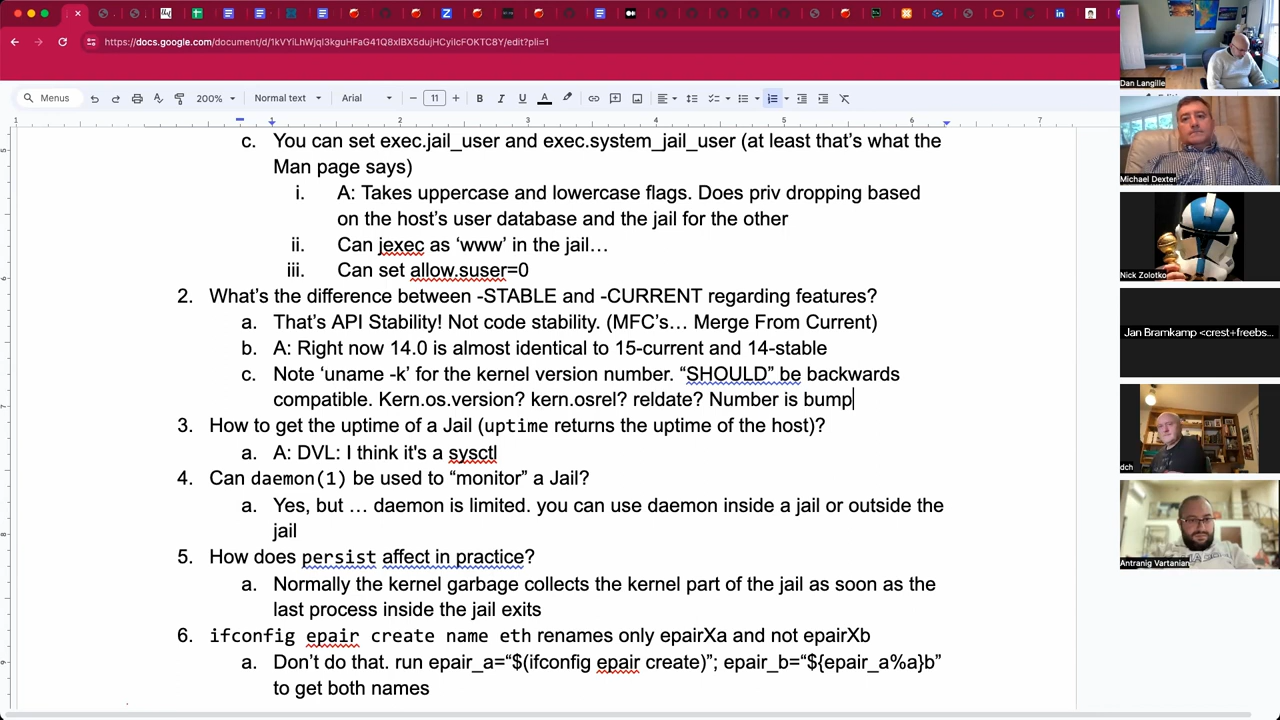 https://docs.google.com/document/d/1kVYiLhWjqI3kguHFaG41Q8xIBX5dujHCyiIcFOKTC8Y/edit?pli=1
Menus
200%
Normal text
Arial
11
1
1
2
3
4
5
6
7
c. You can set exec.jail_user and exec.system_jail_user (at least that’s what the
Man page says)
i. A: Takes uppercase and lowercase flags. Does priv dropping based
on the host’s user database and the jail for the other
ii. Can jexec as ‘www’ in the jail…
iii. Can set allow.suser=0
2. What’s the difference between -STABLE and -CURRENT regarding features?
a. That’s API Stability! Not code stability. (MFC’s… Merge From Current)
b. A: Right now 14.0 is almost identical to 15-current and 14-stable
c. Note ‘uname -k’ for the kernel version number. “SHOULD” be backwards
compatible. Kern.os.version? kern.osrel? reldate? Number is bump
3. How to get the uptime of a Jail (uptime returns the uptime of the host)?
a. A: DVL: I think it's a sysctl
4. Can daemon(1) be used to “monitor” a Jail?
a. Yes, but … daemon is limited. you can use daemon inside a jail or outside the
jail
5. How does persist affect in practice?
a. Normally the kernel garbage collects the kernel part of the jail as soon as the
last process inside the jail exits
6. ifconfig epair create name eth renames only epairXa and not epairXb
a. Don’t do that. run epair_a=“$(ifconfig epair create)”; epair_b=“${epair_a%a}b”
to get both names
Dan Langille
Michael Dexter
Nick Zolotko
Jan Bramkamp <crest+freebs...
dch
Antranig Vartanian